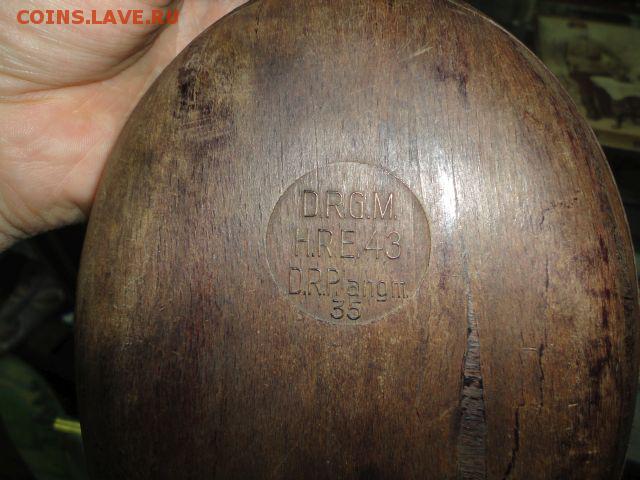 COINS.LAVE.RU
D.R.G.M.
H.R.E.43
D.R.P. angm.
35